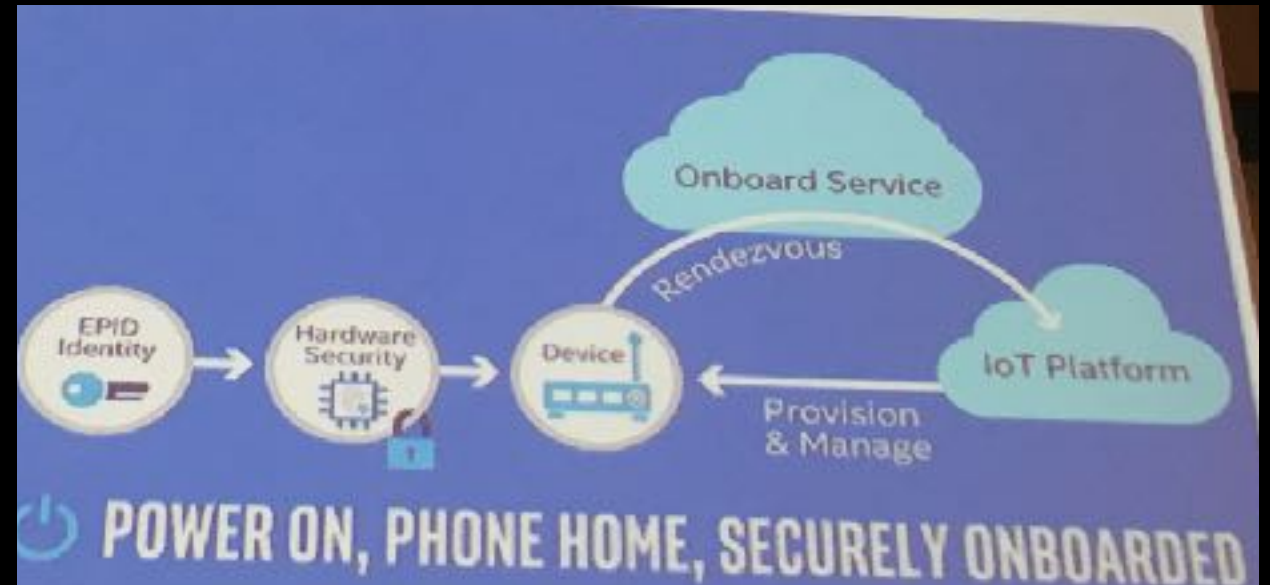 Onboard Service
Rendezvous
EPID
Identity
Hardware
Security
Device
IoT Platform
Provision
& Manage
POWER ON, PHONE HOME, SECURELY ONBOARDED